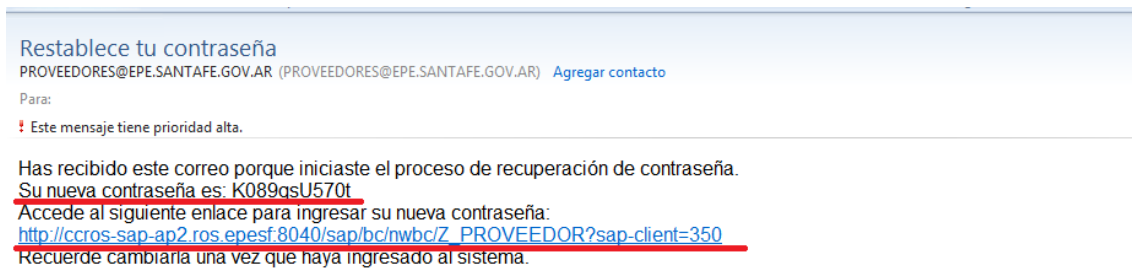 Restablece tu contraseña
PROVEEDORES@EPE.SANTAFE.GOV.AR (PROVEEDORES@EPE.SANTAFE.GOV.AR) Agregar contacto
Para:
Este mensaje tiene prioridad alta.
Has recibido este correo porque iniciaste el proceso de recuperación de contraseña.
Su nueva contraseña es: K089qsU570t
Accede al siguiente enlace para ingresar su nueva contraseña:
http://ccros-sap-ap2.ros.epesf:8040/sap/bc/nwbc/Z_PROVEEDOR?sap-client=350
Recuerde cambiarla una vez que haya ingresado al sistema.